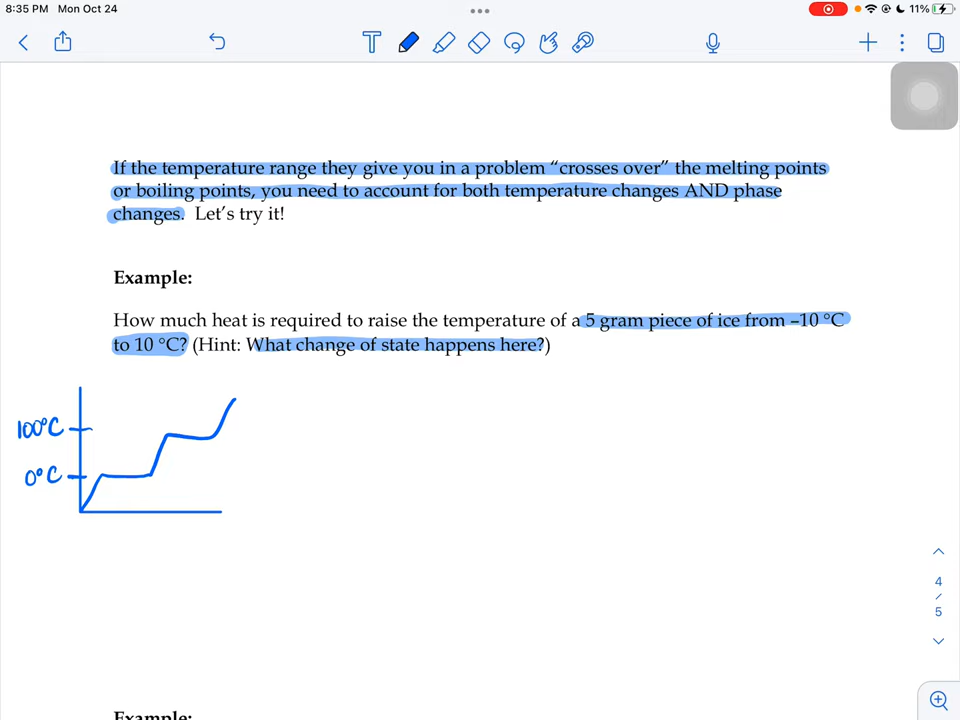 8:35 PM Mon Oct 24
11%
T
If the temperature range they give you in a problem “crosses over” the melting points
or boiling points, you need to account for both temperature changes AND phase
changes. Let’s try it!
Example:
How much heat is required to raise the temperature of a 5 gram piece of ice from –10 °C
to 10 °C? (Hint: What change of state happens here?)
100°C
0°C
4
/
5
Example: